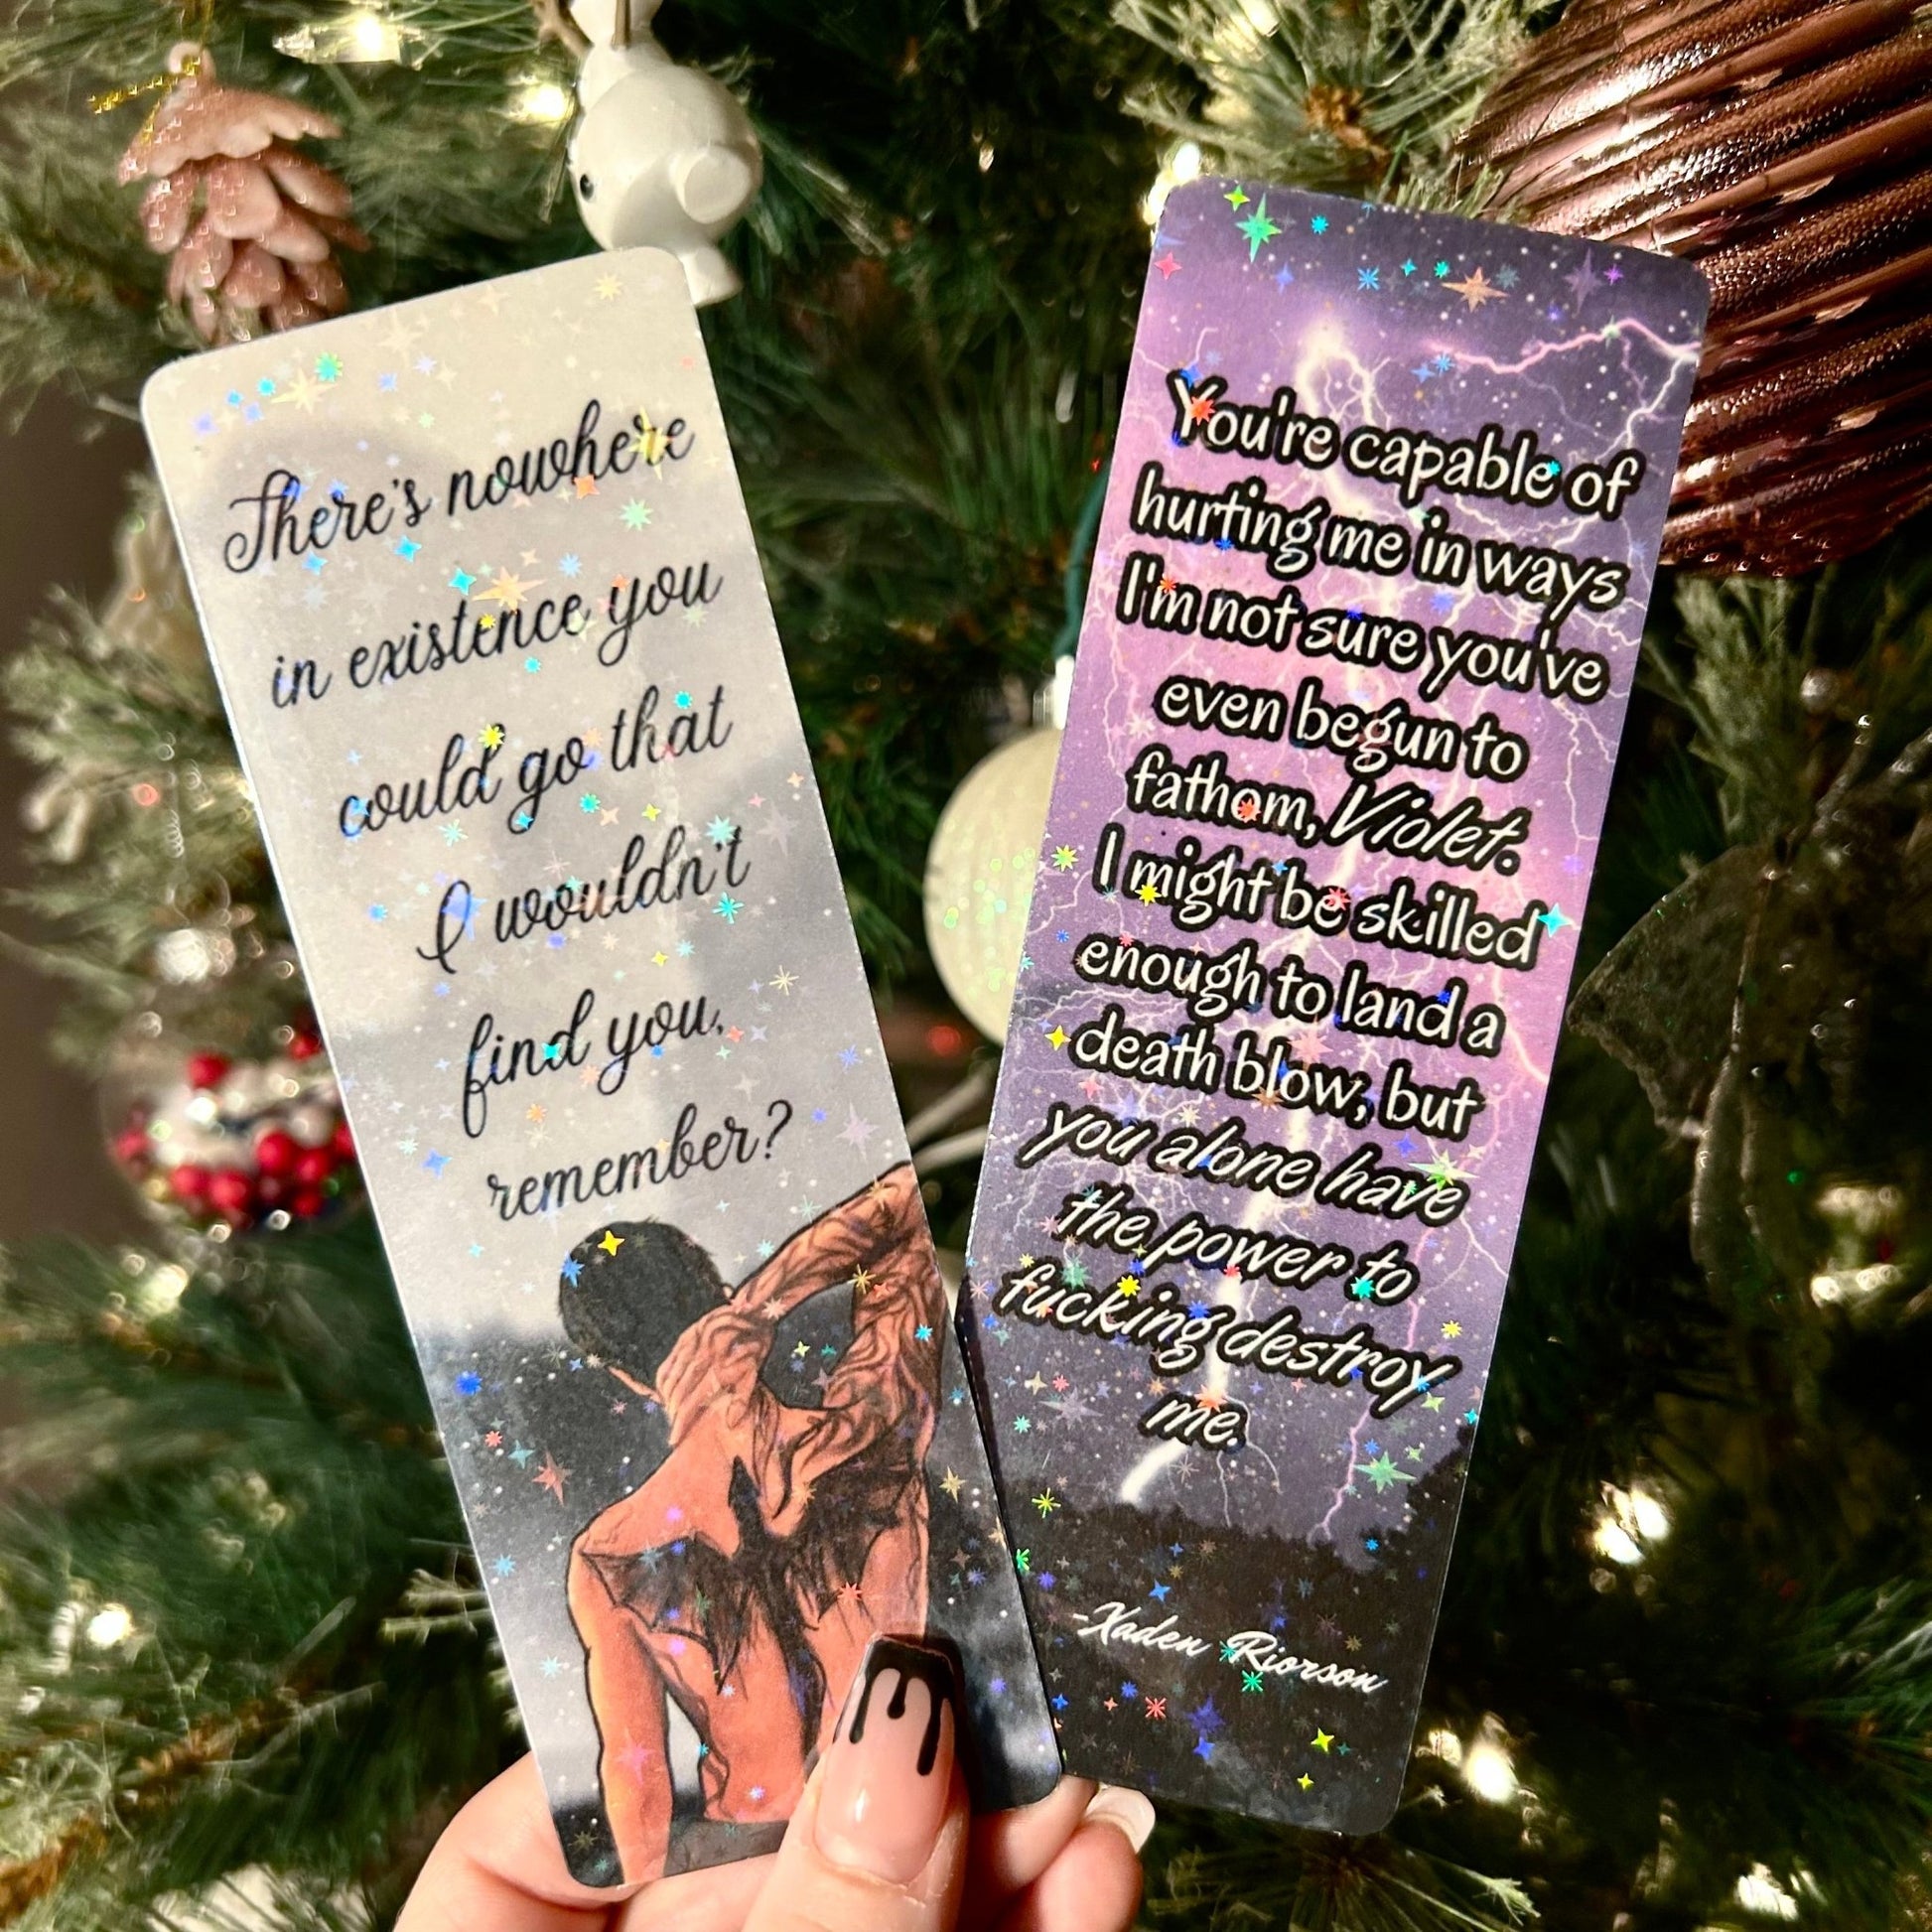 There's nowhere
in existence you
could go that
I wouldn't
find you,
remember?
You're capable of
hurting me in ways
I'm not sure you've
even begun to
fathom, Violet.
I might be skilled
enough to land a
death blow, but
you alone have
the power to
fucking destroy
me.
-Xaden Riorson